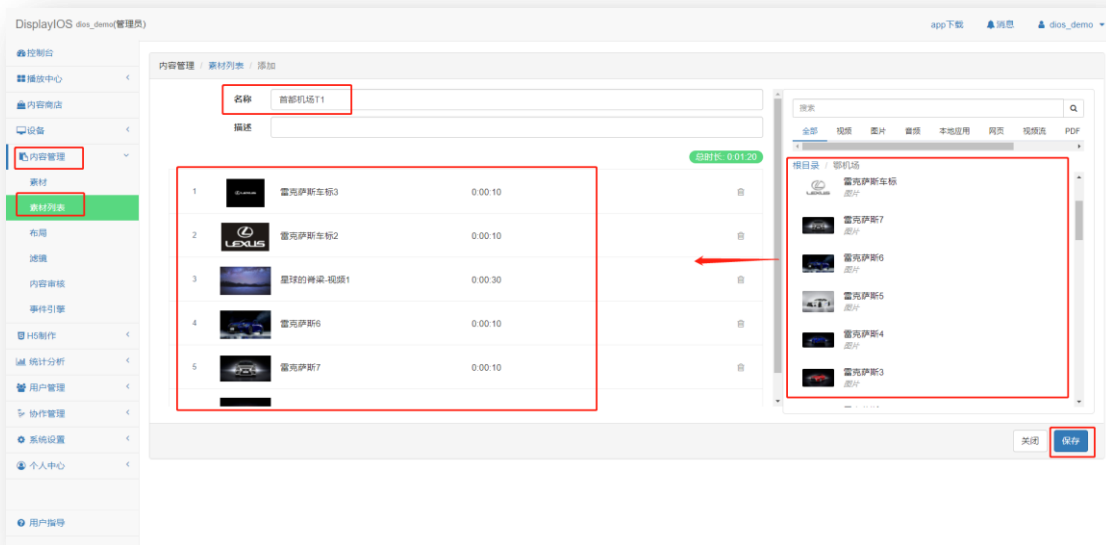 DisplayIOS dios_demo(管理员)
app下载
消息
dios_demo
控制台
播放中心
内容商店
设备
内容管理
素材
素材列表
布局
滤镜
内容审核
事件引擎
H5制作
统计分析
用户管理
协作管理
系统设置
个人中心
用户指导
内容管理 / 素材列表 / 添加
名称 首都机场T1
描述
总时长: 0:01:20
1 LEXUS 雷克萨斯车标3 0:00:10
2 LEXUS 雷克萨斯车标2 0:00:10
3 星球的脊梁-视频1 0:00:30
4 雷克萨斯6 0:00:10
5 雷克萨斯7 0:00:10
搜索
全部 视频 图片 音频 本地应用 网页 视频流 PDF
根目录 / 鄂机场
LEXUS
雷克萨斯车标
图片
雷克萨斯7
图片
雷克萨斯6
图片
雷克萨斯5
图片
雷克萨斯4
图片
雷克萨斯3
图片
关闭
保存